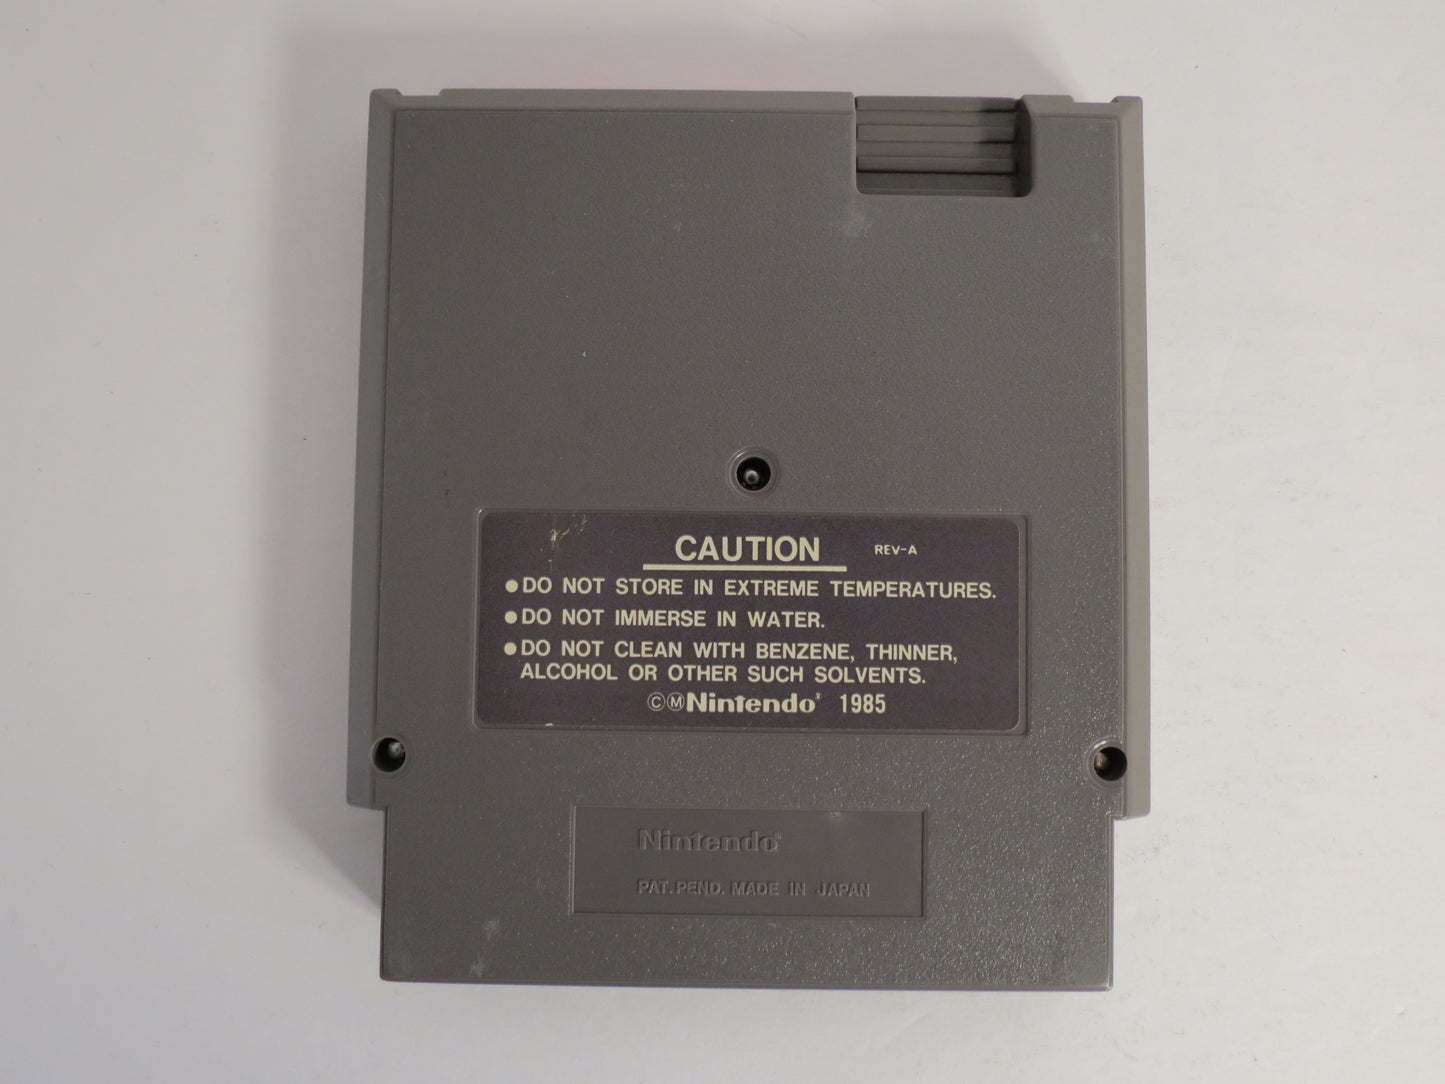 CAUTION REV-A
●DO NOT STORE IN EXTREME TEMPERATURES.
●DO NOT IMMERSE IN WATER.
●DO NOT CLEAN WITH BENZENE, THINNER,
ALCOHOL OR OTHER SUCH SOLVENTS.
ⒸⓂNintendo® 1985
Nintendo®
PAT. PEND. MADE IN JAPAN